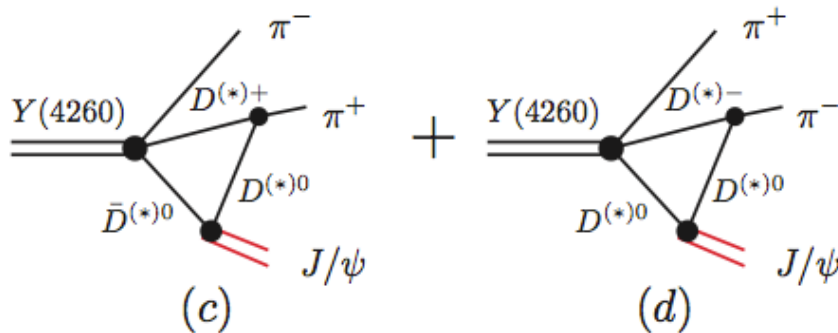 π⁻ π⁺
Y(4260) D⁽*⁾⁺ Y(4260) D⁽*⁾⁻
π⁺ + π⁻
D̄⁽*⁾⁰ D⁽*⁾⁰ D⁽*⁾⁰ D⁽*⁾⁰
J/ψ J/ψ
(c) (d)